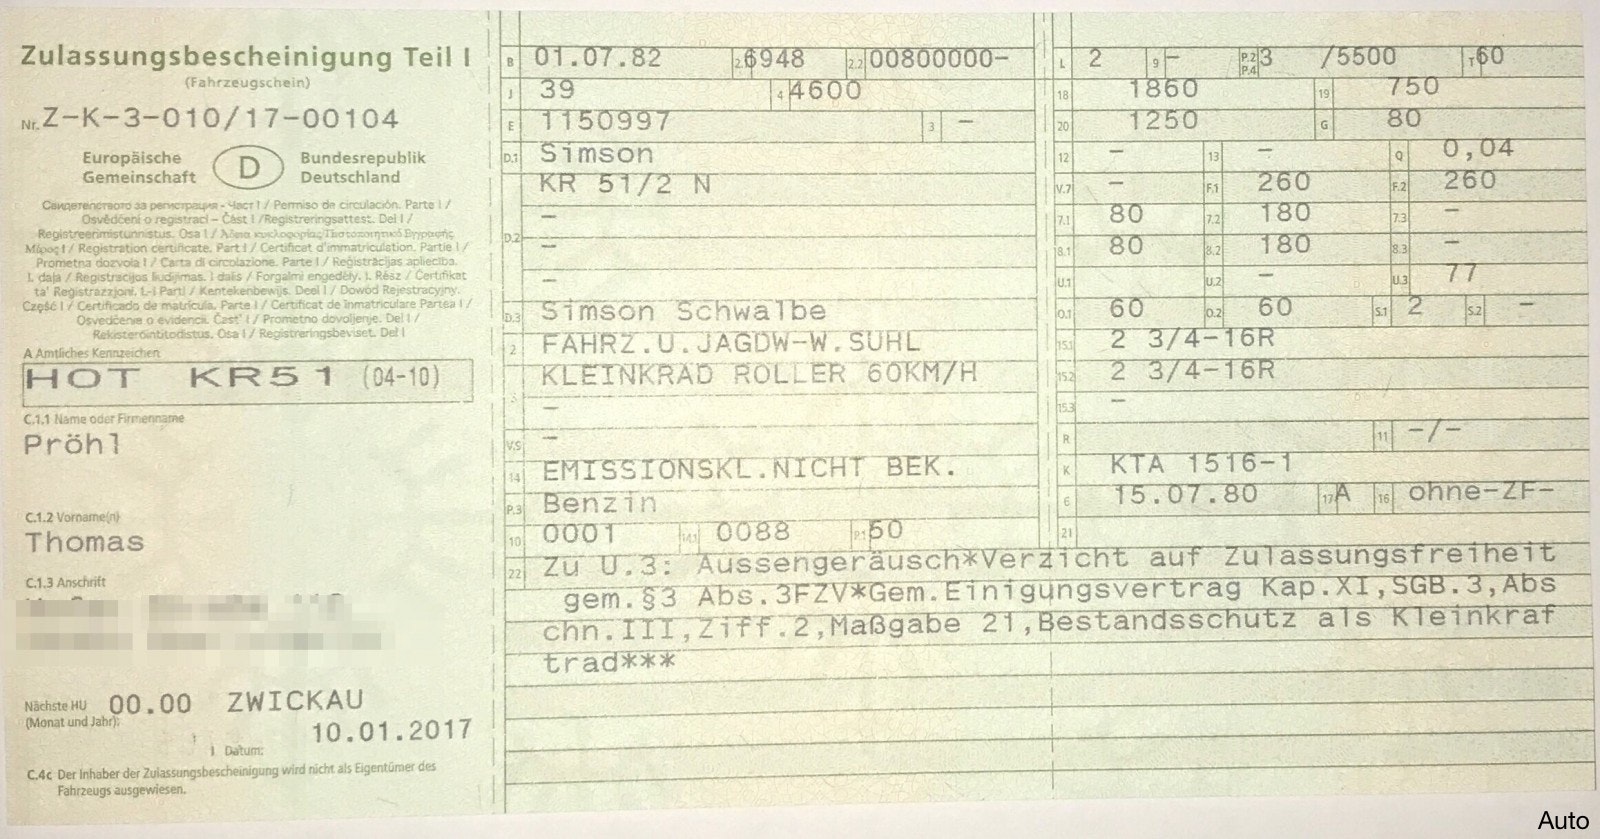 Zulassungsbescheinigung Teil I
(Fahrzeugschein)
Nr. Z-K-3-010/17-00104
Europäische Gemeinschaft
D
Bundesrepublik Deutschland
Свидетелството за регистрация - Част I / Permiso de circulación. Parte I /
Osvědčení o registraci – Část I / Registreringsattest. Del I /
Registreerimistunnistus. Osa I /
Μέρος I / Registration certificate. Part I / Certificat d'immatriculation. Partie I /
Prometna dozvola I / Carta di circolazione. Parte I / Reģistrācijas apliecība.
I. daļa / Registracijos liudijimas. I dalis / Forgalmi engedély. I. Rész / Ċertifikat
ta' Reġistrazzjoni. L-I Parti / Kentekenbewijs. Deel I / Dowód Rejestracyjny.
Część I / Certificado de matrícula. Parte I / Certificat de înmatriculare Partea I /
Osvedčenie o evidencii. Časť I / Prometno dovoljenje. Del I /
Rekisteröintitodistus. Osa I / Registreringsbeviset. Del I
A Amtliches Kennzeichen
HOT KR51 (04-10)
C.1.1 Name oder Firmenname
Pröhl
C.1.2 Vorname(n)
Thomas
C.1.3 Anschrift
Nächste HU (Monat und Jahr): 00.00 ZWICKAU
10.01.2017
Datum:
C.4c Der Inhaber der Zulassungsbescheinigung wird nicht als Eigentümer des
Fahrzeugs ausgewiesen.
B 01.07.82 2.1 6948 2.2 00800000-
J 39 4 4600
E 1150997 3 -
D.1 Simson
KR 51/2 N
-
D.2 -
-
D.3 Simson Schwalbe
2 FAHRZ.U.JAGDW-W.SUHL
KLEINKRAD ROLLER 60KM/H
5 -
V.9 -
14 EMISSIONSKL.NICHT BEK.
P.3 Benzin
10 0001 14.1 0088 P.1 50
L 2 9 - P.2 P.4 3 /5500 T 60
18 1860 19 750
20 1250 G 80
12 - 13 - Q 0,04
V.7 - F.1 260 F.2 260
7.1 80 7.2 180 7.3 -
8.1 80 8.2 180 8.3 -
U.1 U.2 - U.3 77
O.1 60 O.2 60 S.1 2 S.2 -
15.1 2 3/4-16R
15.2 2 3/4-16R
15.3 -
R 11 -/-
K KTA 1516-1
6 15.07.80 17 A 16 ohne-ZF-
21
22 Zu U.3: Aussengeräusch*Verzicht auf Zulassungsfreiheit
gem.§3 Abs.3FZV*Gem.Einigungsvertrag Kap.XI,SGB.3,Abs
chn.III,Ziff.2,Maßgabe 21,Bestandsschutz als Kleinkraf
trad***
Auto